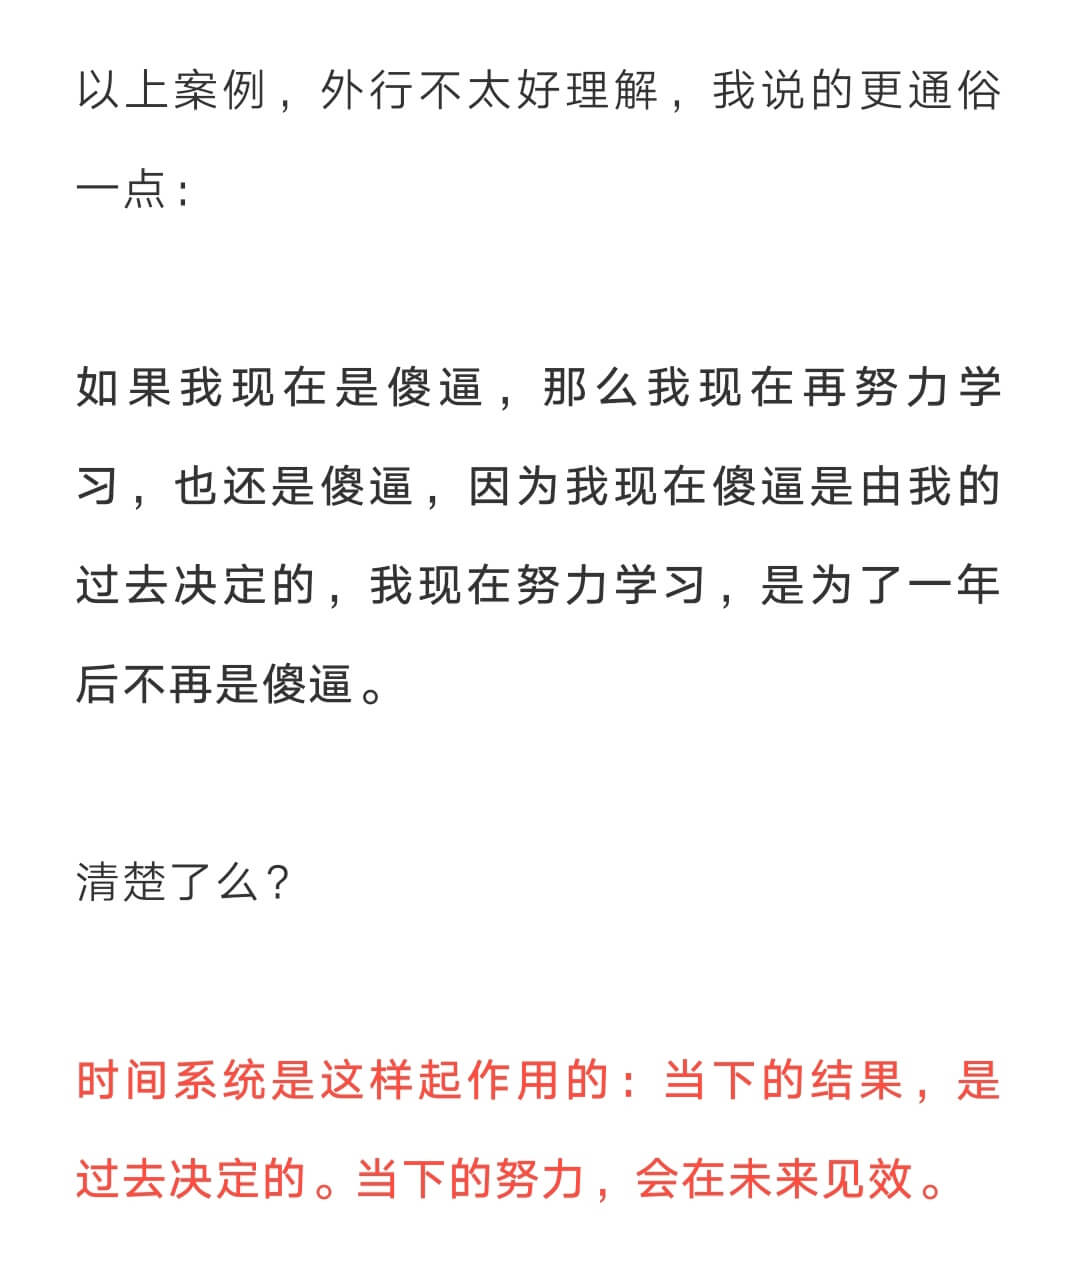 以上案例，外行不太好理解，我说的更通俗
一点：
如果我现在是傻逼，那么我现在再努力学
习，也还是傻逼，因为我现在傻逼是由我的
过去决定的，我现在努力学习，是为了一年
后不再是傻逼。
清楚了么？
时间系统是这样起作用的：当下的结果，是
过去决定的。当下的努力，会在未来见效。